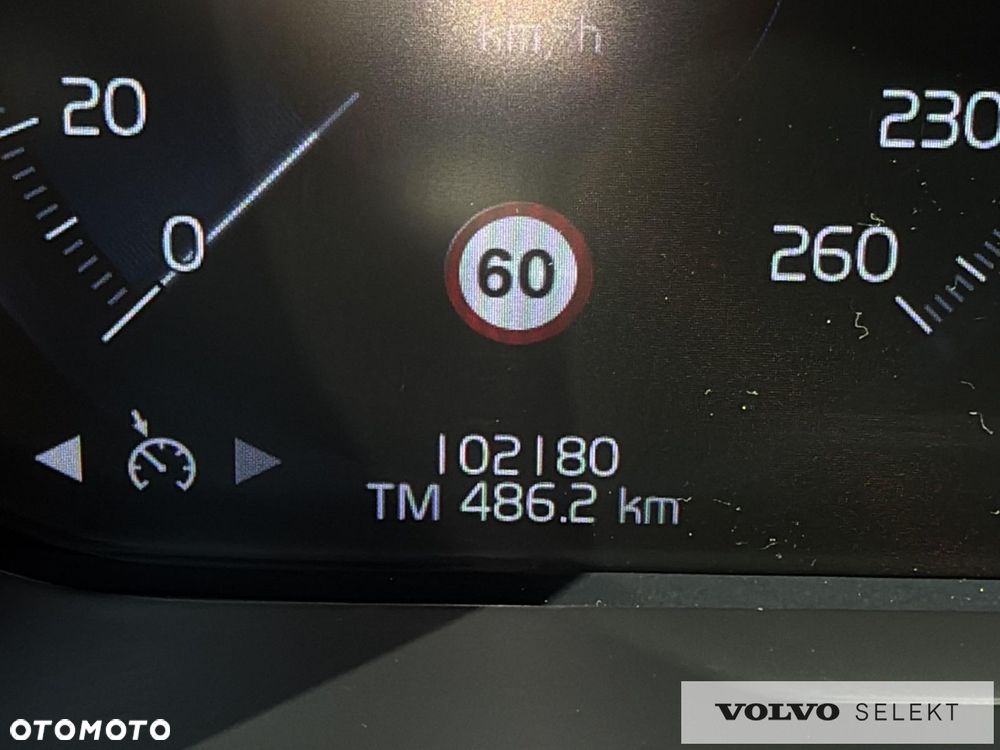 km/h
20
230
0
60
260
102180
TM 486.2 km
VOLVO SELEKT
OTOMOTO